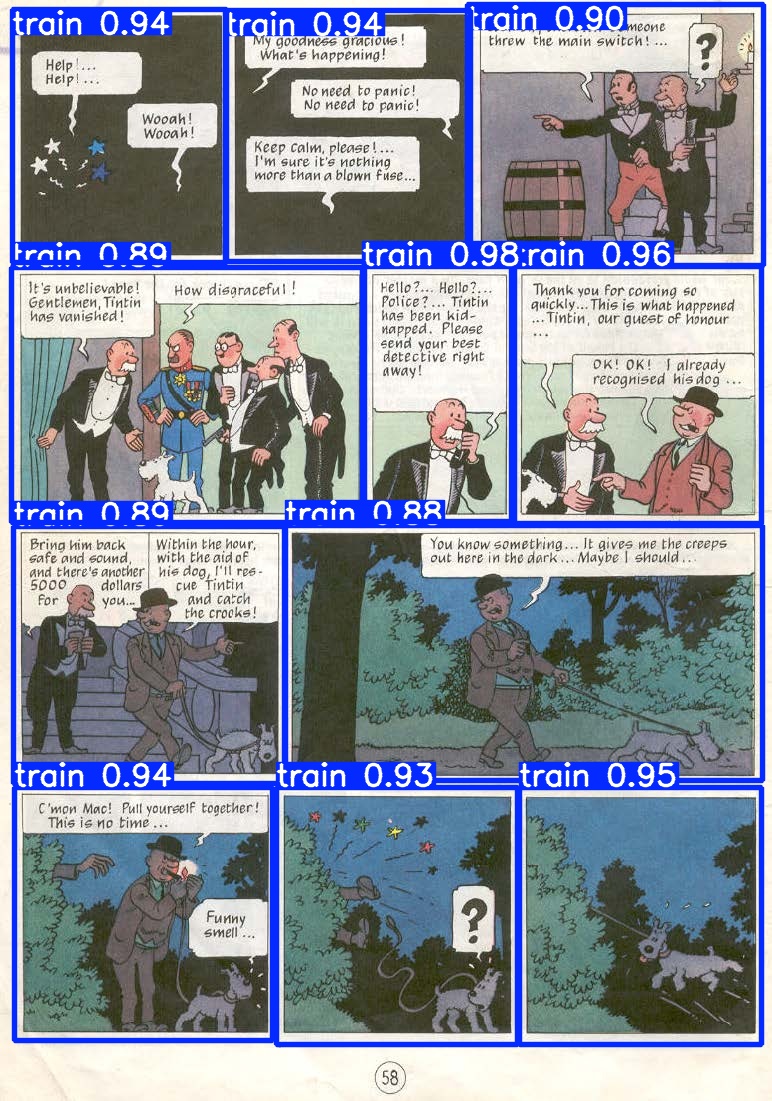 train 0.94
Help!...
Help!...
Wooah!
Wooah!
train 0.94
My goodness gracious!
What's happening!
No need to panic!
No need to panic!
Keep calm, please!...
I'm sure it's nothing
more than a blown fuse...
train 0.90
someone
threw the main switch!...
?
train 0.89
It's unbelievable!
Gentlemen, Tintin
has vanished!
How disgraceful!
train 0.98
Hello?... Hello?...
Police?... Tintin
has been kid-
napped. Please
send your best
detective right
away!
rain 0.96
Thank you for coming so
quickly... This is what happened
... Tintin, our guest of honour
...
OK! OK! I already
recognised his dog ...
train 0.89
Bring him back
safe and sound,
and there's another
5000 dollars
for you...
Within the hour,
with the aid of
his dog, I'll res-
cue Tintin
and catch
the crooks!
train 0.88
You know something... It gives me the creeps
out here in the dark... Maybe I should...
train 0.94
C'mon Mac! Pull yourself together!
This is no time ...
Funny
smell ...
train 0.93
?
train 0.95
58